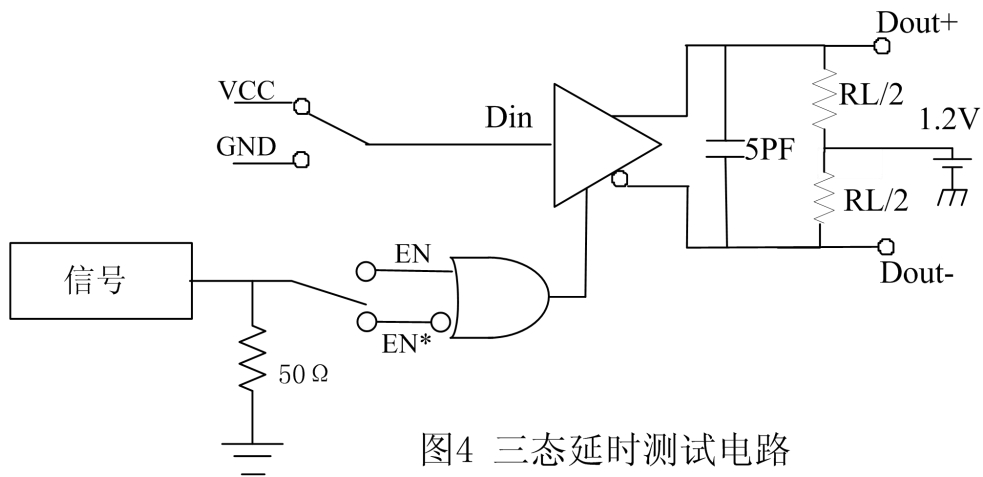 Dout+
VCC
RL/2
Din
1.2V
GND
5PF
RL/2
EN
信号
Dout-
EN*
50Ω
图4 三态延时测试电路